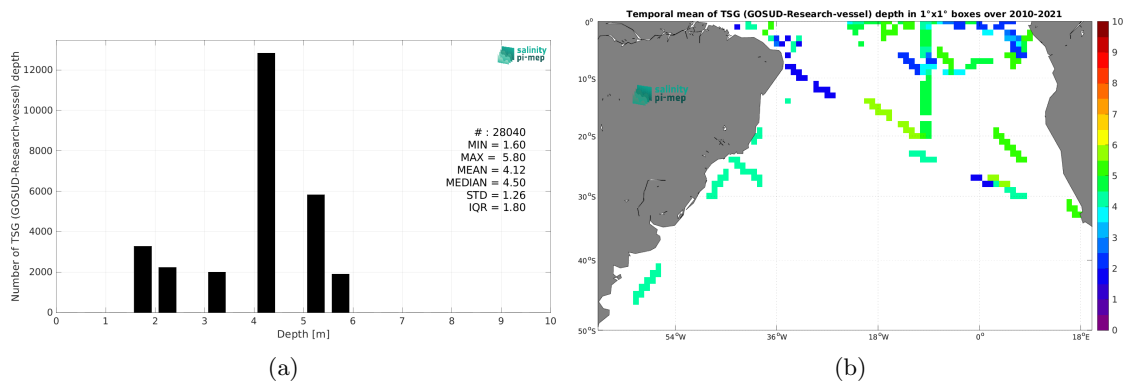 Temporal mean of TSG (GOSUD-Research-vessel) depth in 1°x1° boxes over 2010-2021
salinity
pi-mep
# : 28040
MIN = 1.60
MAX = 5.80
MEAN = 4.12
MEDIAN = 4.50
STD = 1.26
IQR = 1.80
Number of TSG (GOSUD-Research-vessel) depth
12000
10000
8000
6000
4000
2000
0
0 1 2 3 4 5 6 7 8 9 10
Depth [m]
(a)
salinity
pi-mep
0°
10°S
20°S
30°S
40°S
50°S
54°W 36°W 18°W 0° 18°E
10
9
8
7
6
5
4
3
2
1
0
(b)